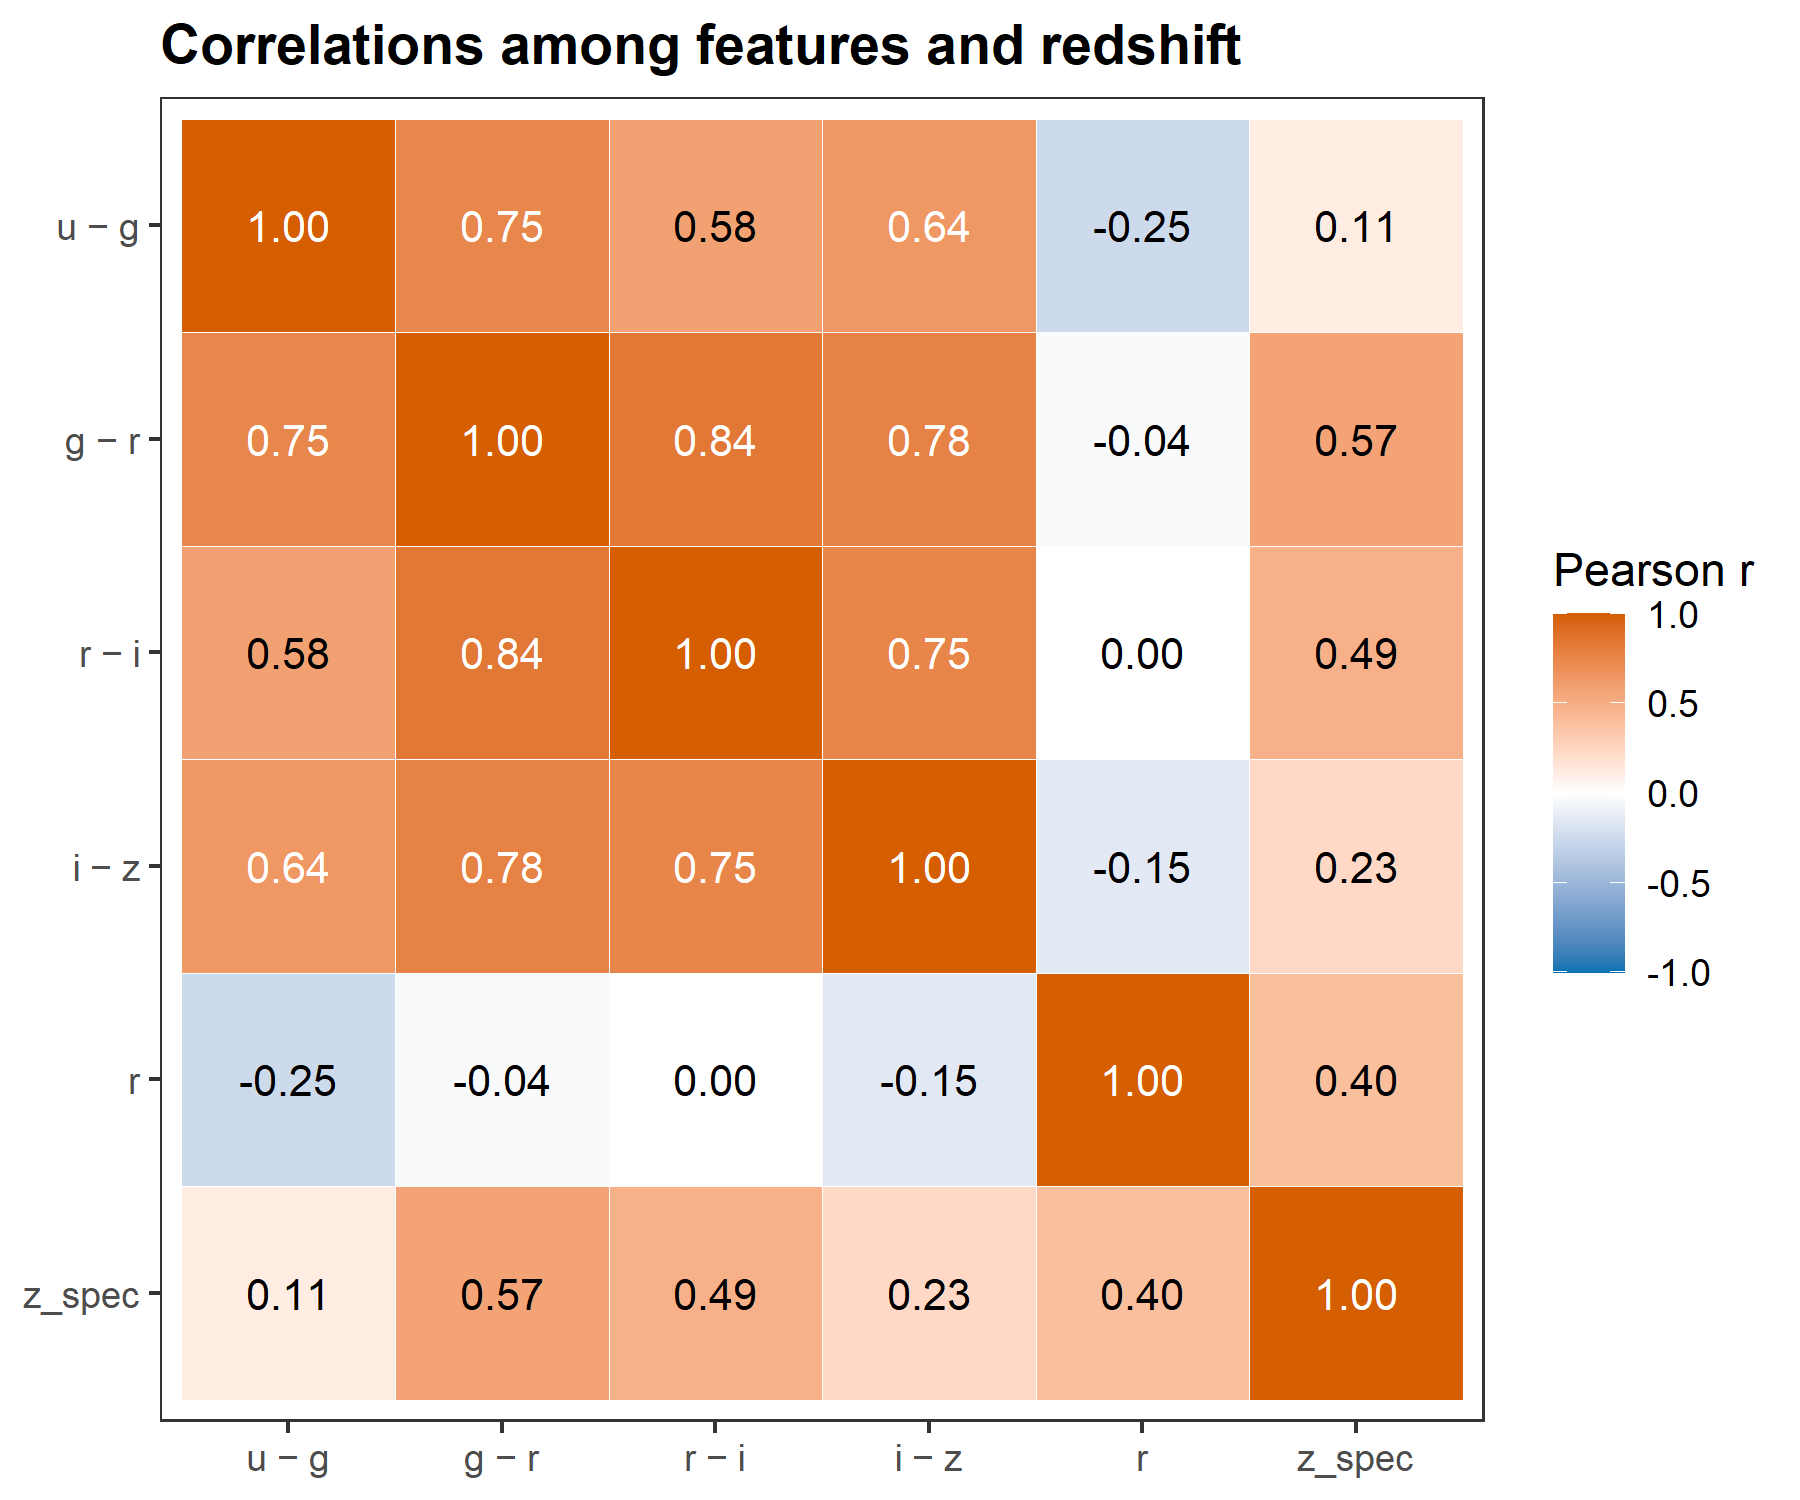 Correlations among features and redshift
u − g 1.00 0.75 0.58 0.64 -0.25 0.11
g − r 0.75 1.00 0.84 0.78 -0.04 0.57
r − i 0.58 0.84 1.00 0.75 0.00 0.49
i − z 0.64 0.78 0.75 1.00 -0.15 0.23
r -0.25 -0.04 0.00 -0.15 1.00 0.40
z_spec 0.11 0.57 0.49 0.23 0.40 1.00
u − g g − r r − i i − z r z_spec
Pearson r
1.0
0.5
0.0
-0.5
-1.0